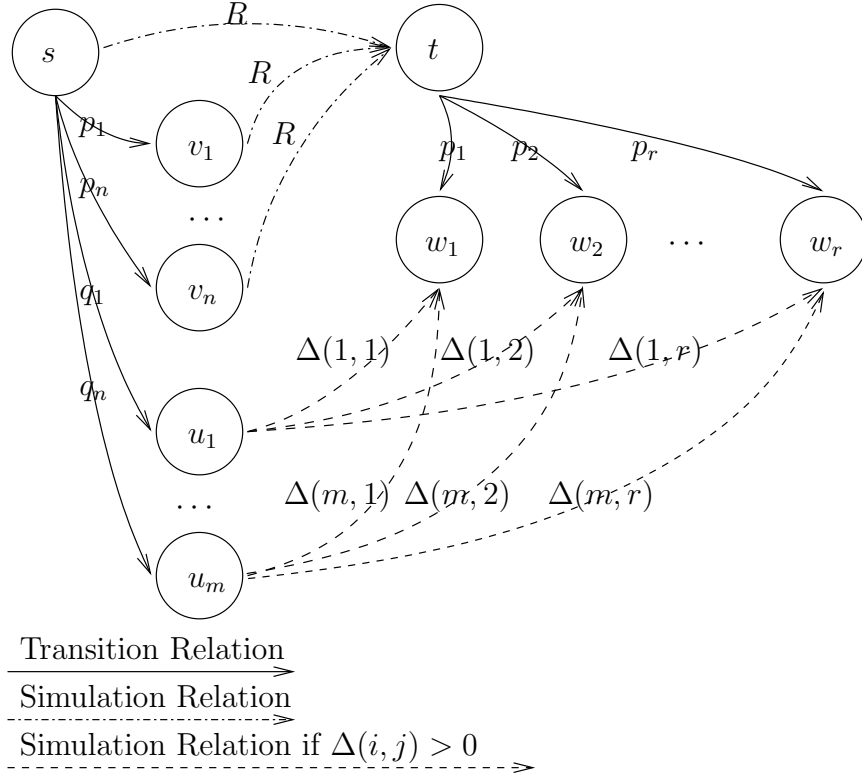 R
s
t
R
p₁
v₁
R
p₁
p₂
pᵣ
pₙ
...
w₁
w₂
...
wᵣ
q₁
vₙ
Δ(1, 1)
Δ(1, 2)
Δ(1, r)
qₙ
u₁
Δ(m, 1)
Δ(m, 2)
Δ(m, r)
...
uₘ
Transition Relation
Simulation Relation
Simulation Relation if Δ(i, j) > 0